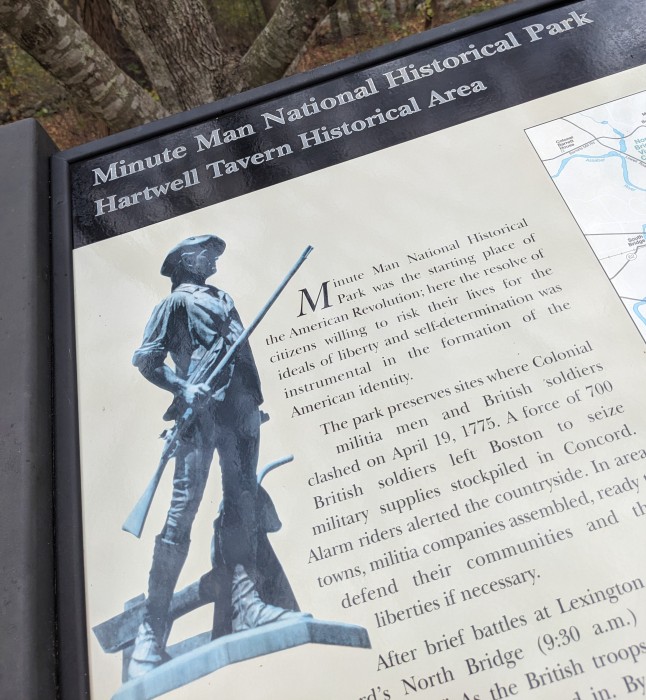 Minute Man National Historical Park
Hartwell Tavern Historical Area
Minute Man National Historical
Park was the starting place of
the American Revolution; here the resolve of
citizens willing to risk their lives for the
ideals of liberty and self-determination was
instrumental in the formation of the
American identity.
The park preserves sites where Colonial
militia men and British soldiers
clashed on April 19, 1775. A force of 700
British soldiers left Boston to seize
military supplies stockpiled in Concord.
Alarm riders alerted the countryside. In area
towns, militia companies assembled, ready
defend their communities and
liberties if necessary.
After brief battles at Lexington
North Bridge (9:30 a.m.)
As the British troops
in. By